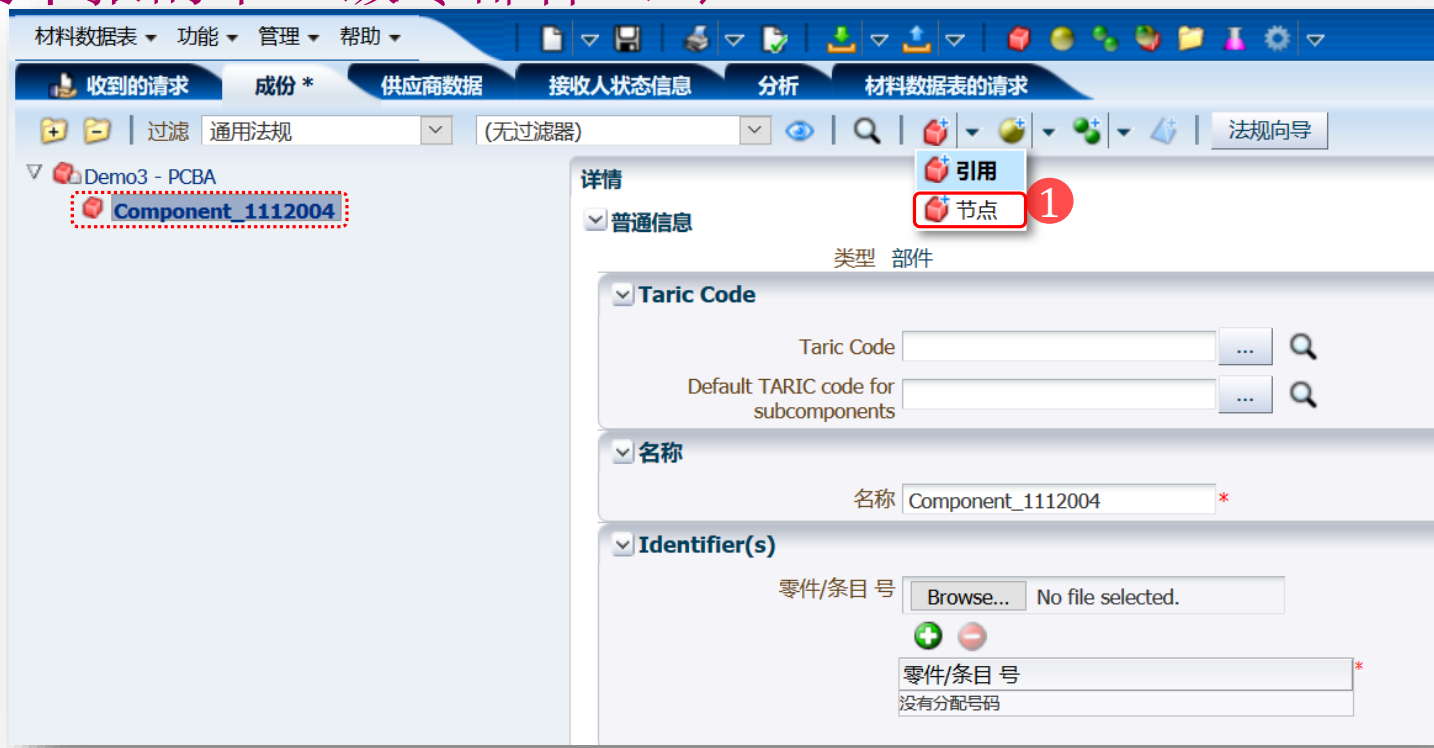 材料数据表 功能 管理 帮助
收到的请求 成份 * 供应商数据 接收人状态信息 分析 材料数据表的请求
过滤 通用法规 (无过滤器) 法规向导
引用
节点 1
Demo3 - PCBA
Component_1112004
详情
普通信息
类型 部件
Taric Code
Taric Code ...
Default TARIC code for
subcomponents ...
名称
名称 Component_1112004 *
Identifier(s)
零件/条目 号 Browse... No file selected.
零件/条目 号 *
没有分配号码